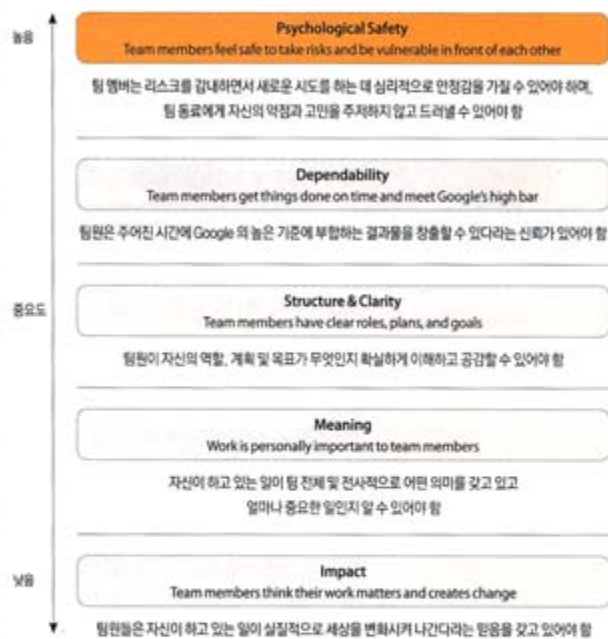 높음
Psychological Safety
Team members feel safe to take risks and be vulnerable in front of each other
팀 멤버는 리스크를 감내하면서 새로운 시도를 하는 데 심리적으로 안정감을 가질 수 있어야 하며,
팀 동료에게 자신의 약점과 고민을 주저하지 않고 드러낼 수 있어야 함
Dependability
Team members get things done on time and meet Google's high bar
팀원은 주어진 시간에 Google 의 높은 기준에 부합하는 결과물을 창출할 수 있다라는 신뢰가 있어야 함
중요도
Structure & Clarity
Team members have clear roles, plans, and goals
팀원이 자신의 역할, 계획 및 목표가 무엇인지 확실하게 이해하고 공감할 수 있어야 함
Meaning
Work is personally important to team members
자신이 하고 있는 일이 팀 전체 및 전사적으로 어떤 의미를 갖고 있고
얼마나 중요한 일인지 알 수 있어야 함
낮음
Impact
Team members think their work matters and creates change
팀원들은 자신이 하고 있는 일이 실질적으로 세상을 변화시켜 나간다라는 믿음을 갖고 있어야 함